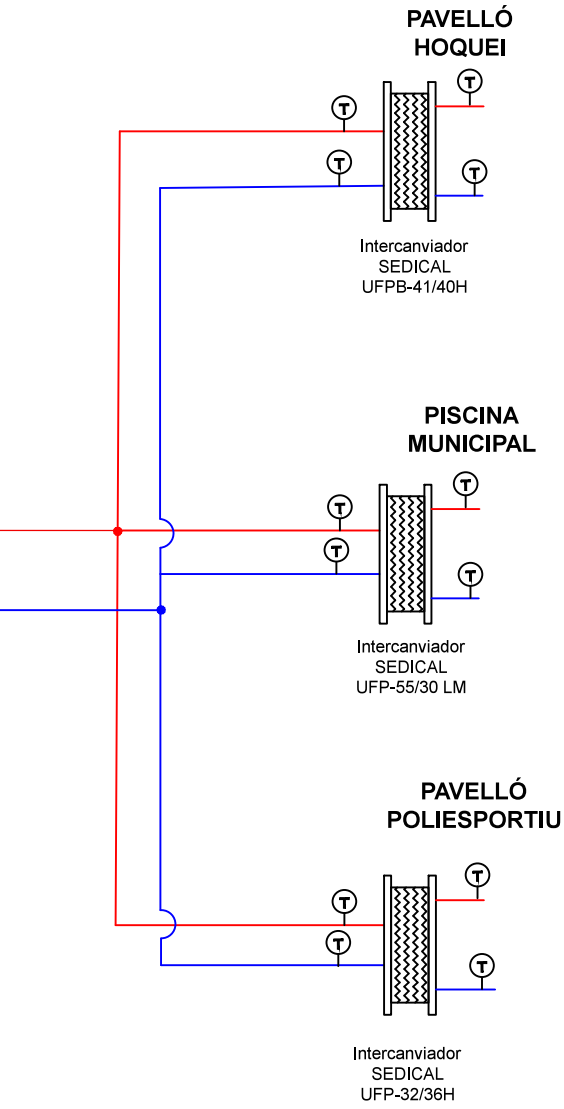 PAVELLÓ
HOQUEI
T
T
T
T
Intercanviador
SEDICAL
UFPB-41/40H
PISCINA
MUNICIPAL
T
T
T
T
Intercanviador
SEDICAL
UFP-55/30 LM
PAVELLÓ
POLIESPORTIU
T
T
T
T
Intercanviador
SEDICAL
UFP-32/36H